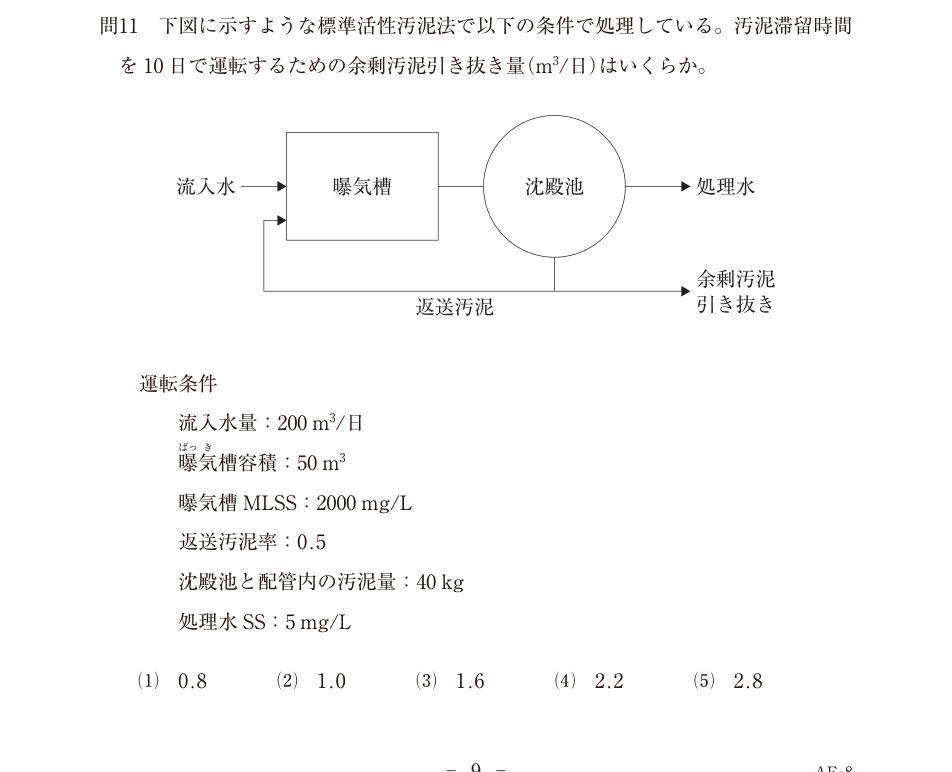 問11　下図に示すような標準活性汚泥法で以下の条件で処理している。汚泥滞留時間
を 10 日で運転するための余剰汚泥引き抜き量(m³/日)はいくらか。
流入水
曝気槽
沈殿池
処理水
余剰汚泥
引き抜き
返送汚泥
運転条件
流入水量：200 m³/日
ばっ き
曝気槽容積：50 m³
曝気槽 MLSS：2000 mg/L
返送汚泥率：0.5
沈殿池と配管内の汚泥量：40 kg
処理水 SS：5 mg/L
(1)　0.8　(2)　1.0　(3)　1.6　(4)　2.2　(5)　2.8
− 9 −　AE–8